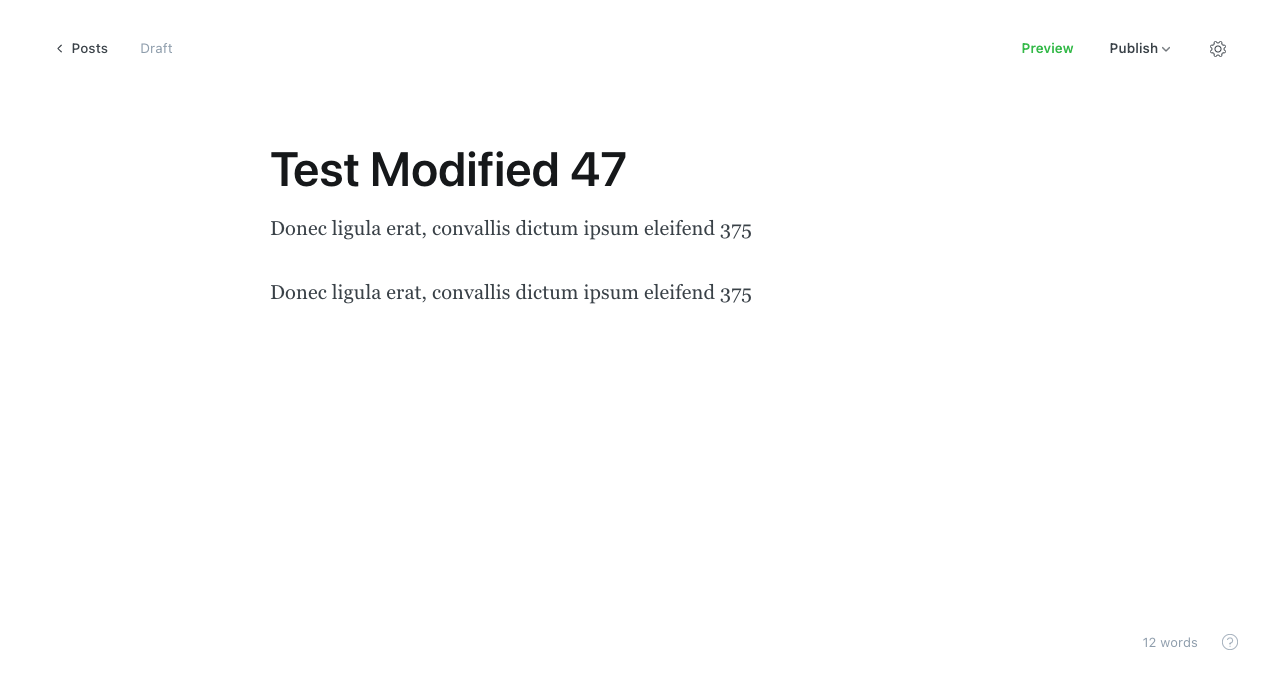 Posts Draft Preview Publish
Test Modified 47
Donec ligula erat, convallis dictum ipsum eleifend 375
Donec ligula erat, convallis dictum ipsum eleifend 375
12 words ?